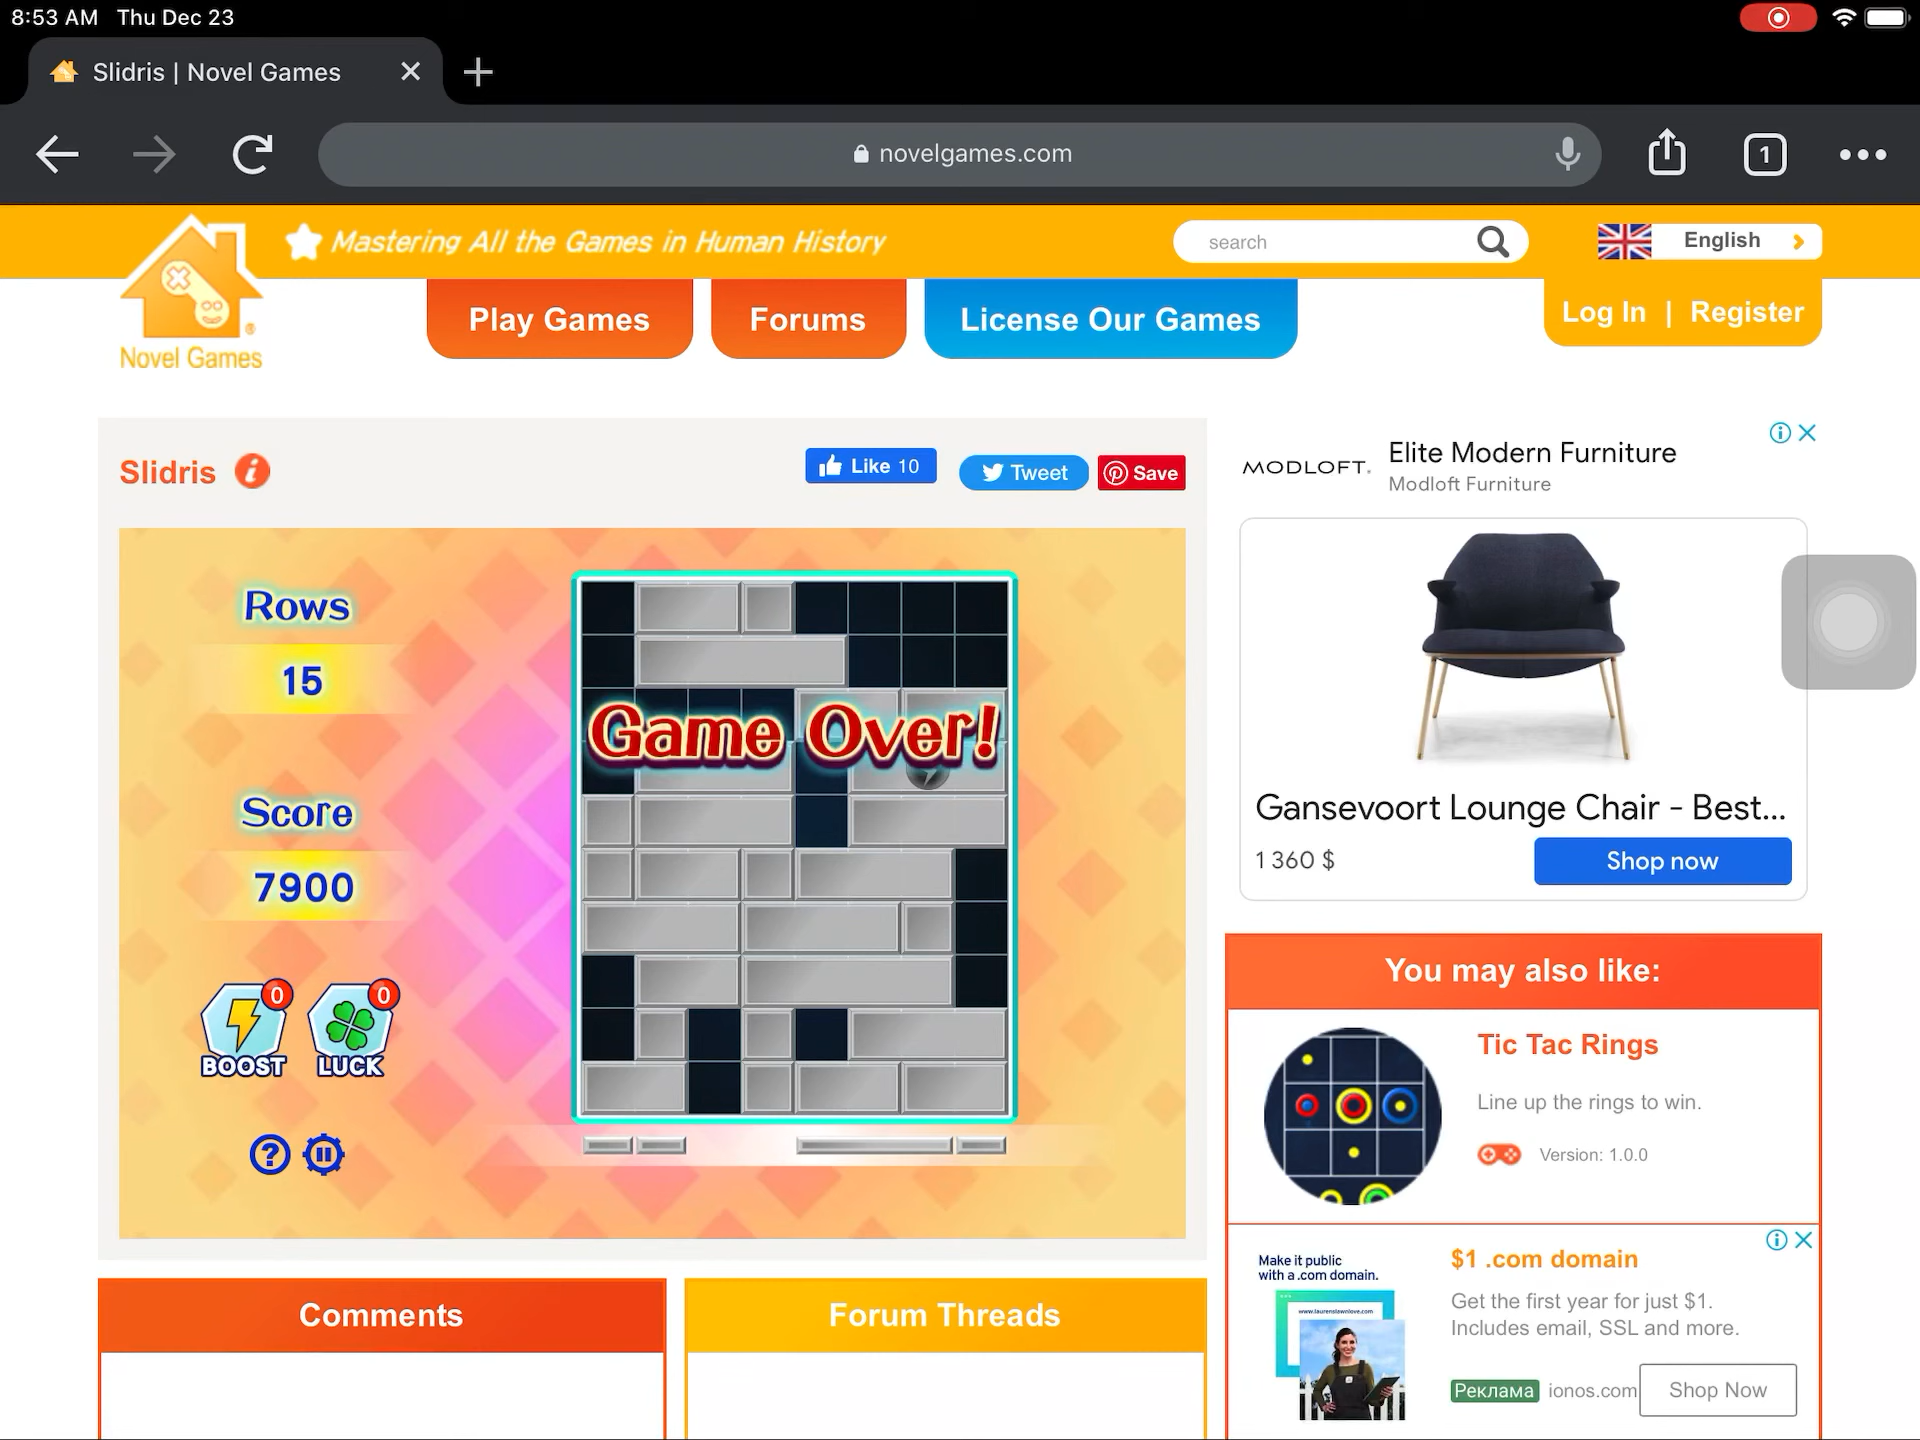 8:53 AM Thu Dec 23
Slidris | Novel Games
novelgames.com
1
Mastering All the Games in Human History
search
English
Novel Games
Play Games
Forums
License Our Games
Log In | Register
Slidris
Like 10
Tweet
Save
Rows
15
Score
7900
0
0
BOOST
LUCK
Game Over!
MODLOFT.
Elite Modern Furniture
Modloft Furniture
Gansevoort Lounge Chair - Best...
1 360 $
Shop now
You may also like:
Tic Tac Rings
Line up the rings to win.
Version: 1.0.0
Make it public
with a .com domain.
www.laurenslawnlove.com
$1 .com domain
Get the first year for just $1.
Includes email, SSL and more.
Реклама ionos.com
Shop Now
Comments
Forum Threads